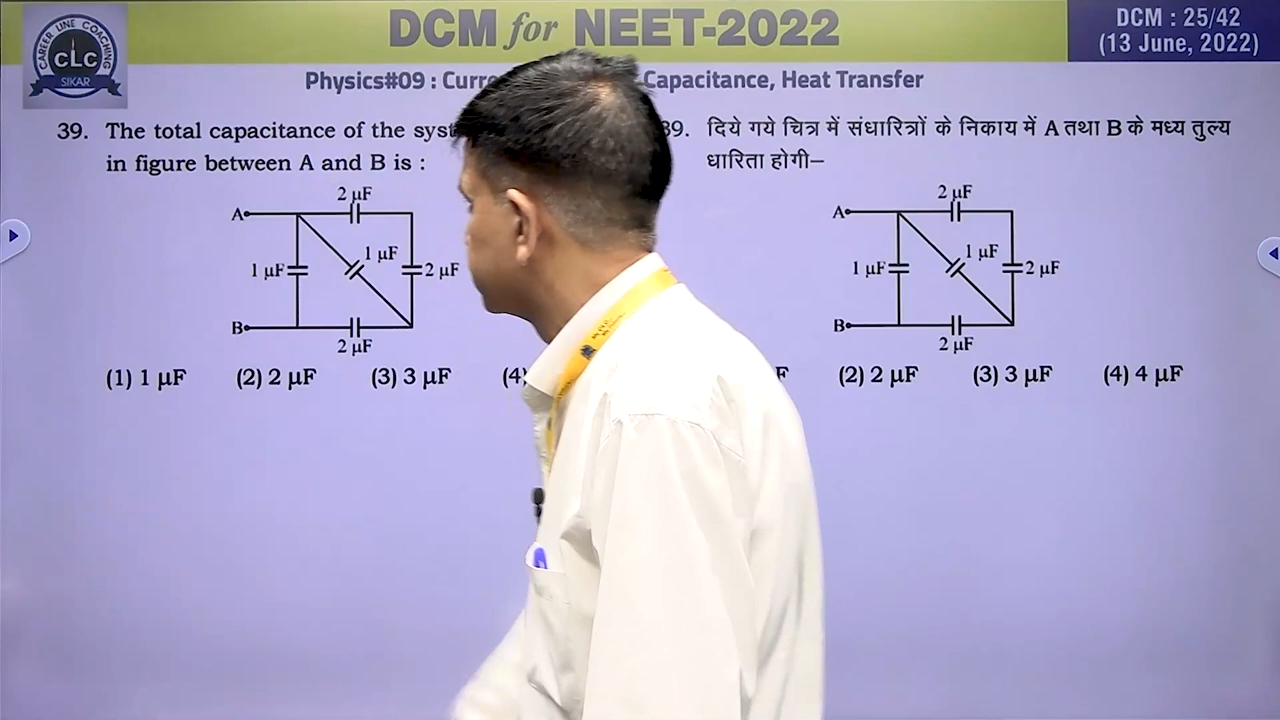 CAREER LINE COACHING
CLC
SIKAR
DCM for NEET-2022
DCM : 25/42
(13 June, 2022)
Physics#09 : Capacitance, Heat Transfer
39. The total capacitance of the
in figure between A and B is :
A
2 µF
1 µF
1 µF
2 µF
B
2 µF
(1) 1 µF (2) 2 µF (3) 3 µF (4)
39. दिये गये चित्र में संधारित्रों के निकाय में A तथा B के मध्य तुल्य
धारिता होगी–
A
2 µF
1 µF
1 µF
2 µF
B
2 µF
F (2) 2 µF (3) 3 µF (4) 4 µF